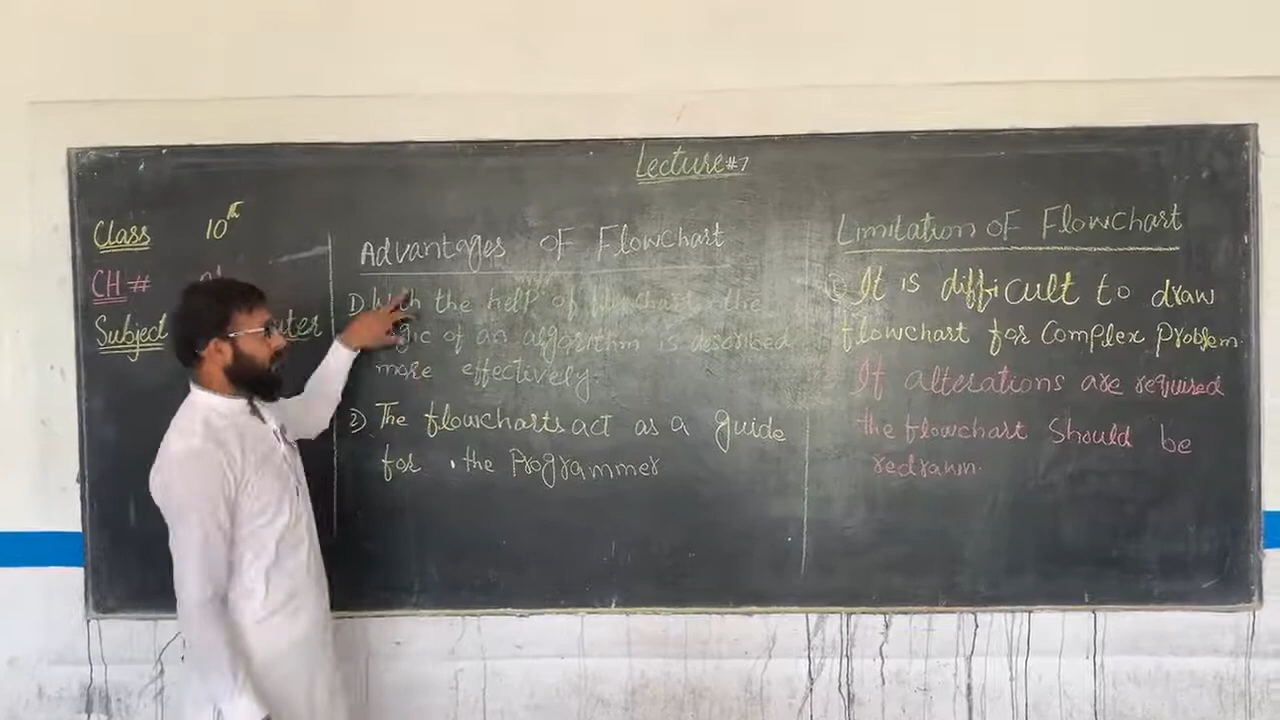 Lecture #7
Class 10th
CH #
Subject
Advantages of Flowchart
1) With the help of flowchart, the
logic of an algorithm is described
more effectively.
2) The flowcharts act as a guide
for the Programmer
Limitation of Flowchart
It is difficult to draw
flowchart for Complex Problem.
If alterations are required
the flowchart should be
redrawn.